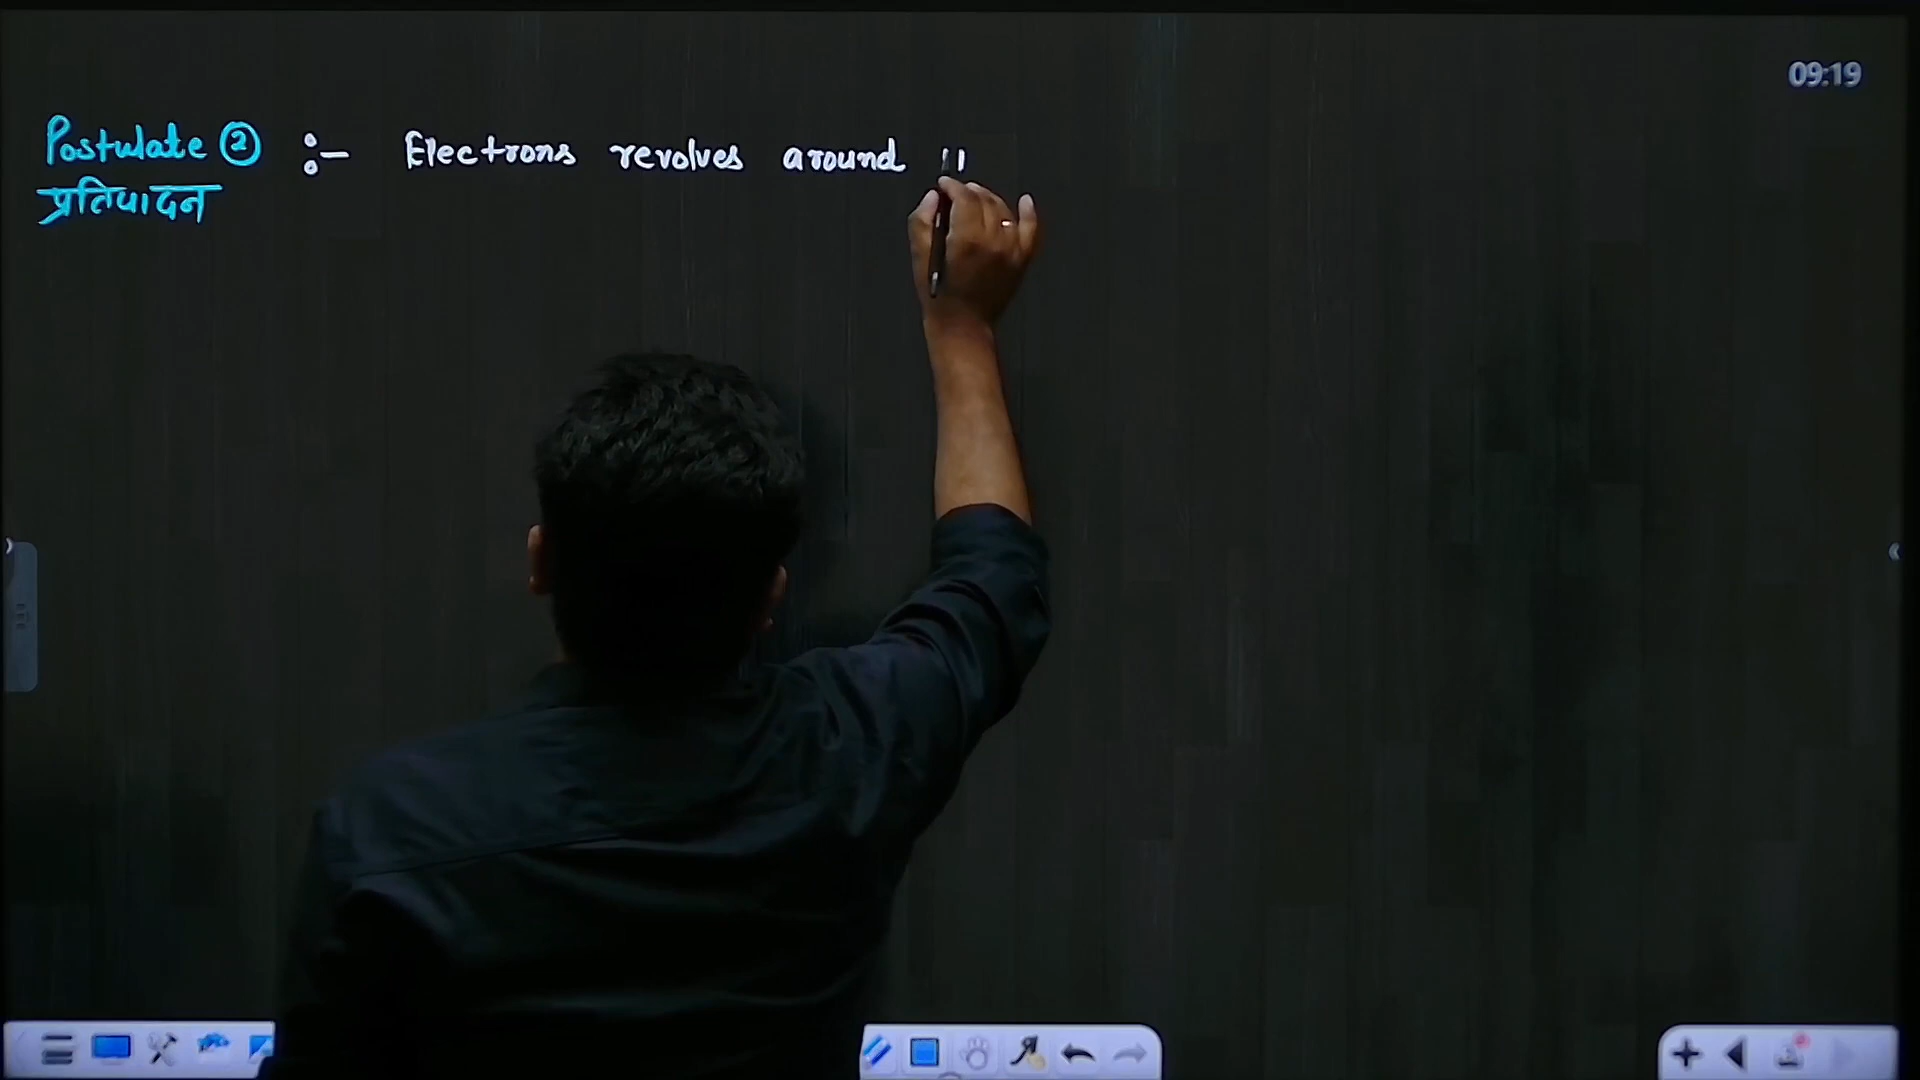 09:19
Postulate ② :- Electrons revolves around
प्रतिपादन